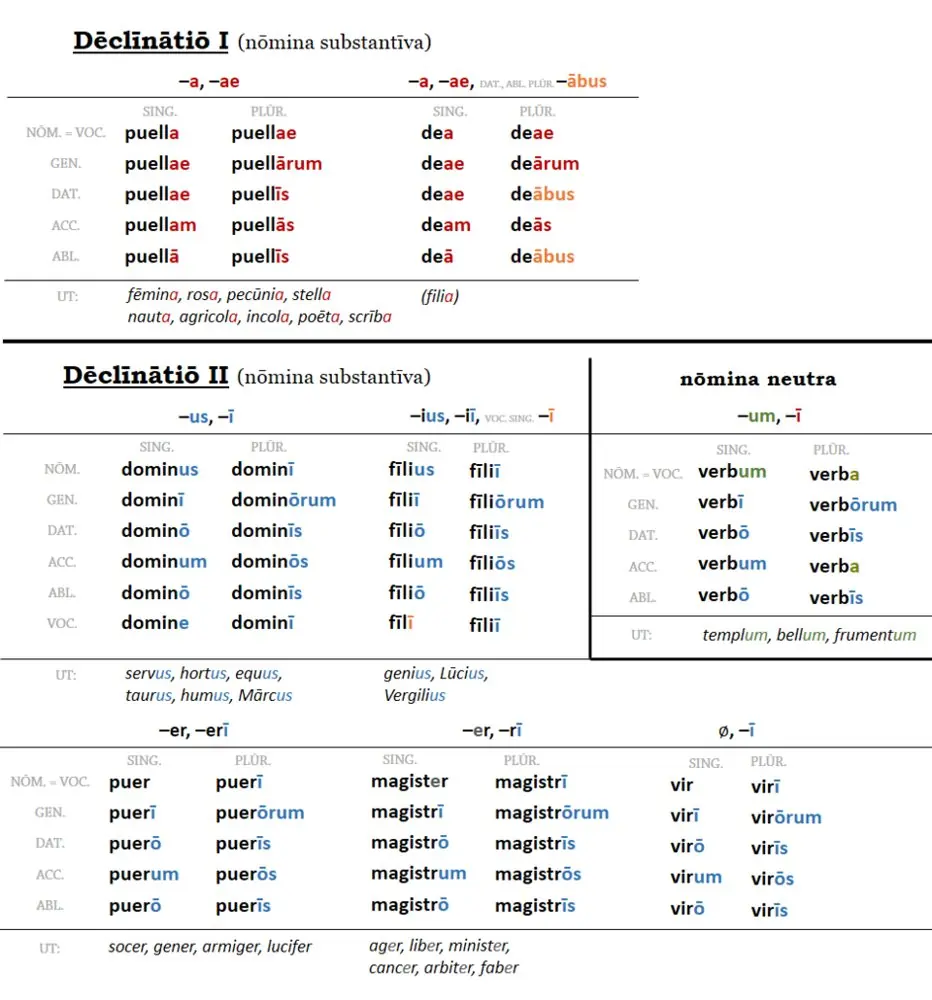 Dēclīnātiō I (nōmina substantīva)
–a, –ae –a, –ae, DAT., ABL. PLŪR. –ābus
SING. PLŪR. SING. PLŪR.
NŌM. = VOC. puella puellae dea deae
GEN. puellae puellārum deae deārum
DAT. puellae puellīs deae deābus
ACC. puellam puellās deam deās
ABL. puellā puellīs deā deābus
UT: fēmina, rosa, pecūnia, stella (filia)
nauta, agricola, incola, poēta, scrība
Dēclīnātiō II (nōmina substantīva)
–us, –ī –ius, –iī, VOC. SING. –ī
SING. PLŪR. SING. PLŪR.
NŌM. dominus dominī fīlius fīliī
GEN. dominī dominōrum fīliī fīliōrum
DAT. dominō dominīs fīliō fīliīs
ACC. dominum dominōs fīlium fīliōs
ABL. dominō dominīs fīliō fīliīs
VOC. domine dominī fīlī fīliī
UT: servus, hortus, equus, genius, Lūcius,
taurus, humus, Mārcus Vergilius
nōmina neutra
–um, –ī
SING. PLŪR.
NŌM. = VOC. verbum verba
GEN. verbī verbōrum
DAT. verbō verbīs
ACC. verbum verba
ABL. verbō verbīs
UT: templum, bellum, frumentum
–er, –erī –er, –rī ø, –ī
SING. PLŪR. SING. PLŪR. SING. PLŪR.
NŌM. = VOC. puer puerī magister magistrī vir virī
GEN. puerī puerōrum magistrī magistrōrum virī virōrum
DAT. puerō puerīs magistrō magistrīs virō virīs
ACC. puerum puerōs magistrum magistrōs virum virōs
ABL. puerō puerīs magistrō magistrīs virō virīs
UT: socer, gener, armiger, lucifer ager, liber, minister,
cancer, arbiter, faber